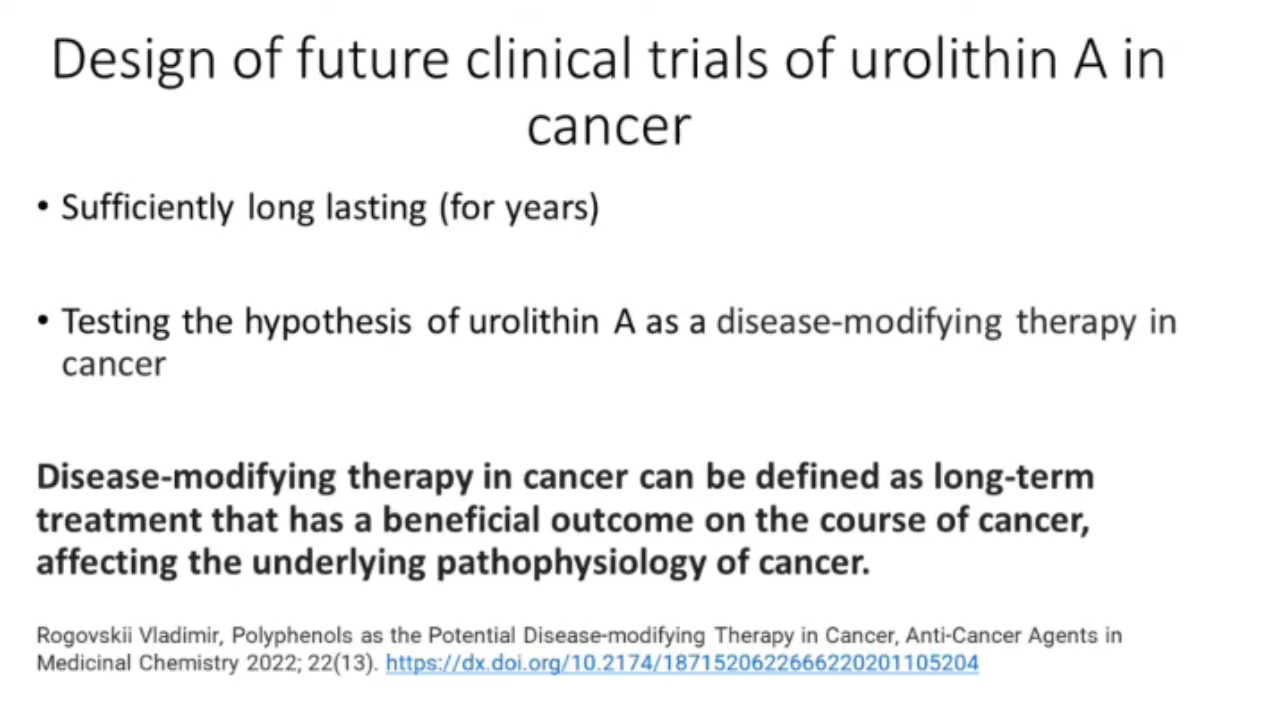 Design of future clinical trials of urolithin A in
cancer
• Sufficiently long lasting (for years)
• Testing the hypothesis of urolithin A as a disease-modifying therapy in
cancer
Disease-modifying therapy in cancer can be defined as long-term
treatment that has a beneficial outcome on the course of cancer,
affecting the underlying pathophysiology of cancer.
Rogovskii Vladimir, Polyphenols as the Potential Disease-modifying Therapy in Cancer, Anti-Cancer Agents in
Medicinal Chemistry 2022; 22(13). https://dx.doi.org/10.2174/1871520622666220201105204